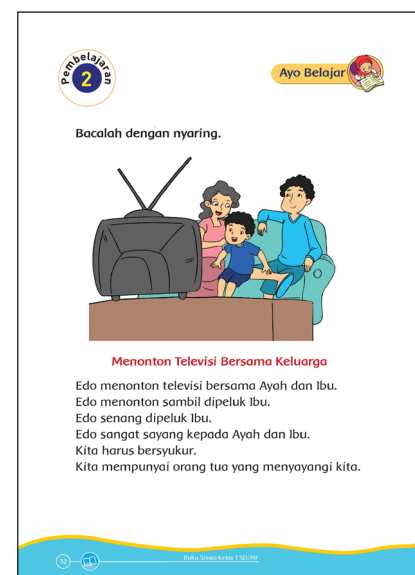 Pembelajaran
2
Ayo Belajar
Bacalah dengan nyaring.
Menonton Televisi Bersama Keluarga
Edo menonton televisi bersama Ayah dan Ibu.
Edo menonton sambil dipeluk Ibu.
Edo senang dipeluk Ibu.
Edo sangat sayang kepada Ayah dan Ibu.
Kita harus bersyukur.
Kita mempunyai orang tua yang menyayangi kita.
32
Buku Siswa Kelas I SD/MI